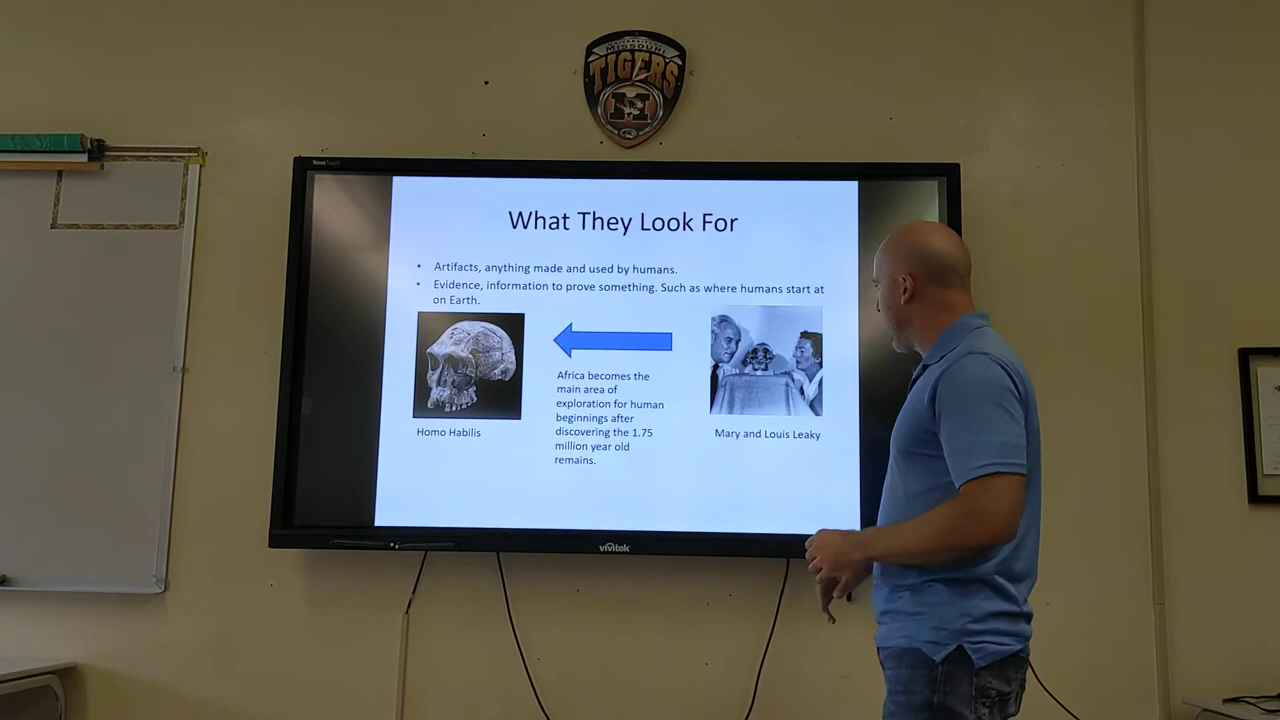 MISSOURI
TIGERS
M
NovoTouch
What They Look For
• Artifacts, anything made and used by humans.
• Evidence, information to prove something. Such as where humans start at
on Earth.
Africa becomes the
main area of
exploration for human
beginnings after
discovering the 1.75
million year old
remains.
Homo Habilis
Mary and Louis Leaky
vivitek